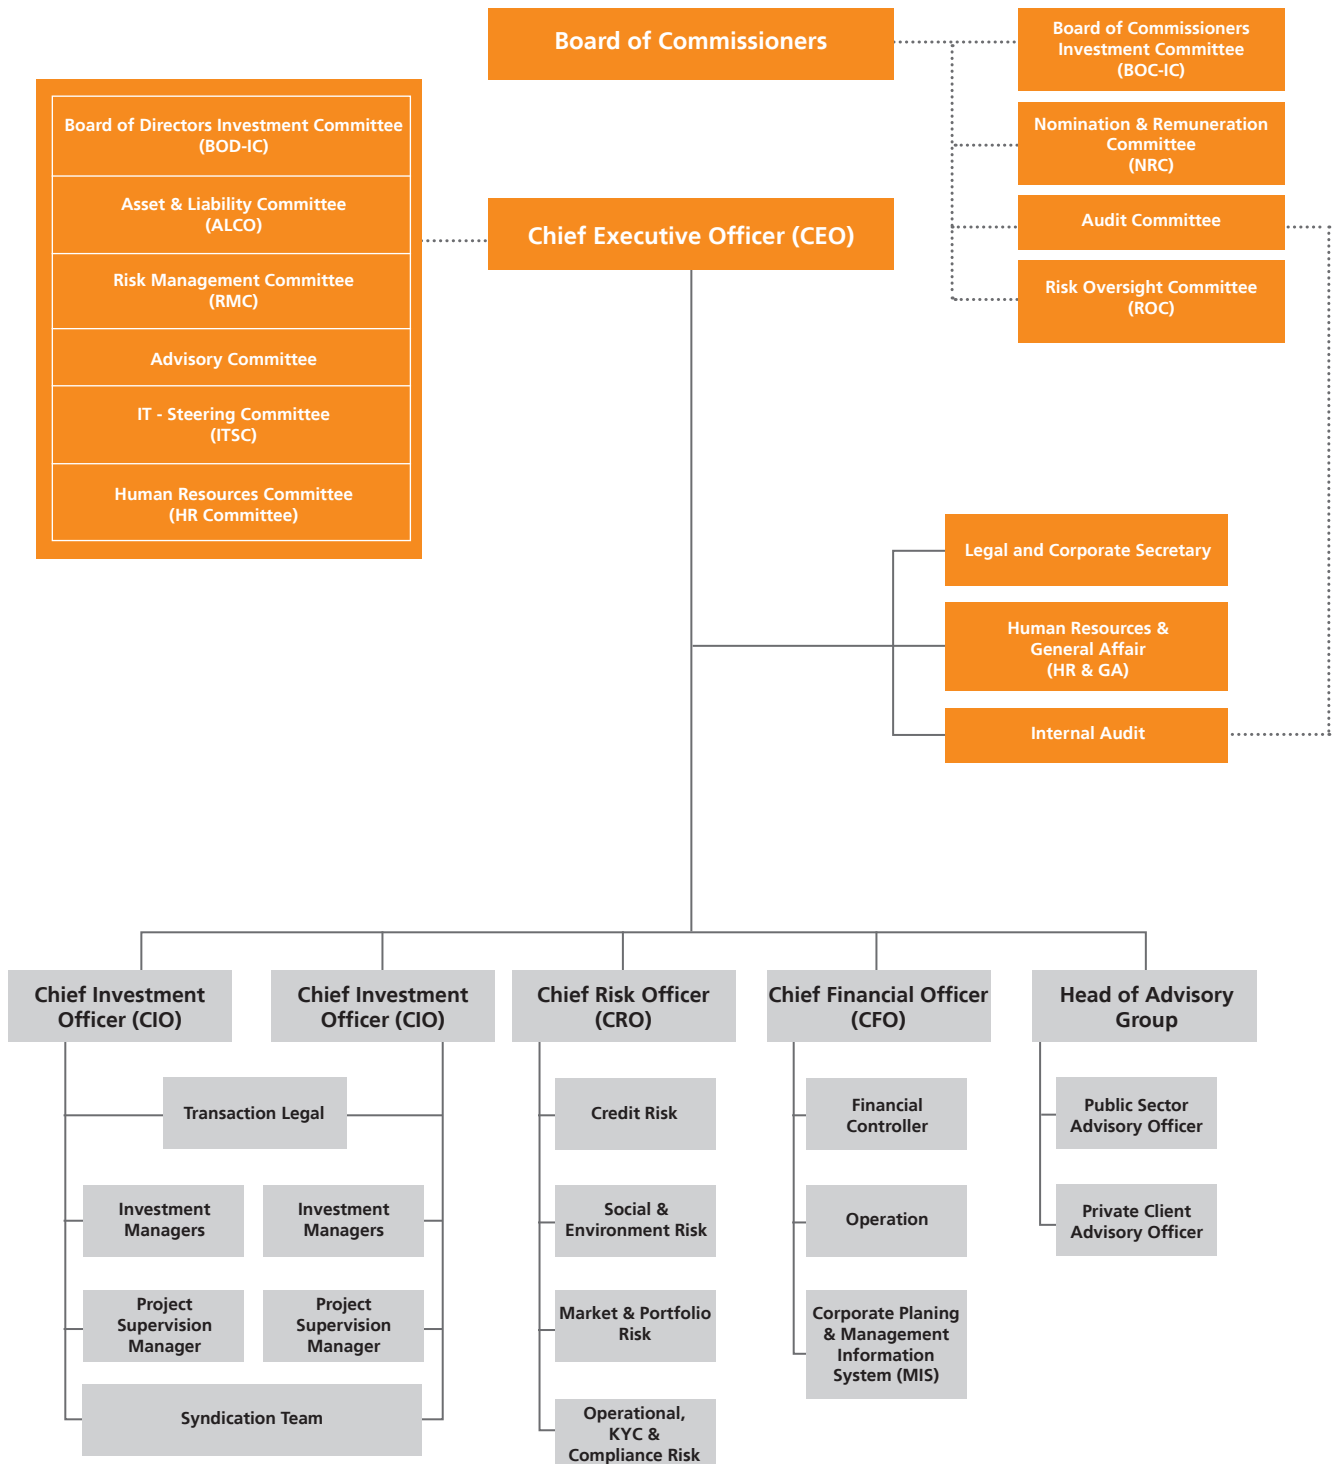 Board of Commissioners
Board of Commissioners
Investment Committee
(BOC-IC)
Nomination & Remuneration
Committee
(NRC)
Audit Committee
Risk Oversight Committee
(ROC)
Board of Directors Investment Committee
(BOD-IC)
Asset & Liability Committee
(ALCO)
Risk Management Committee
(RMC)
Advisory Committee
IT - Steering Committee
(ITSC)
Human Resources Committee
(HR Committee)
Chief Executive Officer (CEO)
Legal and Corporate Secretary
Human Resources &
General Affair
(HR & GA)
Internal Audit
Chief Investment
Officer (CIO)
Chief Investment
Officer (CIO)
Chief Risk Officer
(CRO)
Chief Financial Officer
(CFO)
Head of Advisory
Group
Transaction Legal
Investment
Managers
Investment
Managers
Project
Supervision
Manager
Project
Supervision
Manager
Syndication Team
Credit Risk
Social &
Environment Risk
Market & Portfolio
Risk
Operational,
KYC &
Compliance Risk
Financial
Controller
Operation
Corporate Planing
& Management
Information
System (MIS)
Public Sector
Advisory Officer
Private Client
Advisory Officer